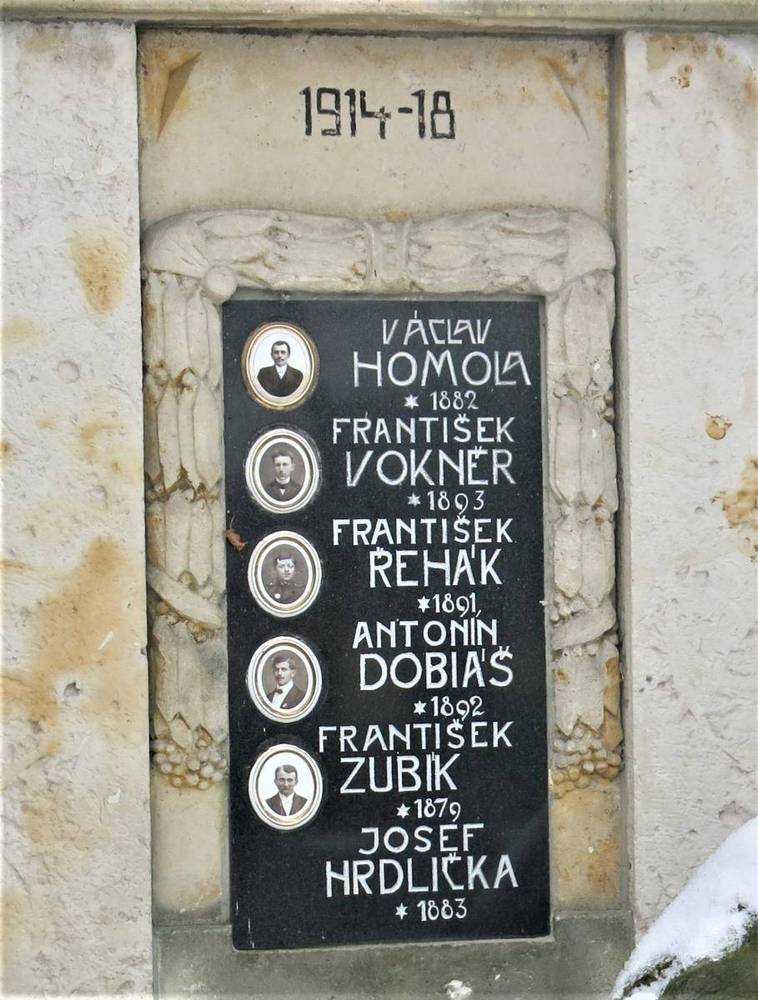 1914-18
VÁCLAV
HOMOLA
* 1882
FRANTIŠEK
VOKNĚR
* 1893
FRANTIŠEK
ŘEHÁK
* 1891
ANTONÍN
DOBIÁŠ
* 1892
FRANTIŠEK
ZUBÍK
* 1879
JOSEF
HRDLIČKA
* 1883